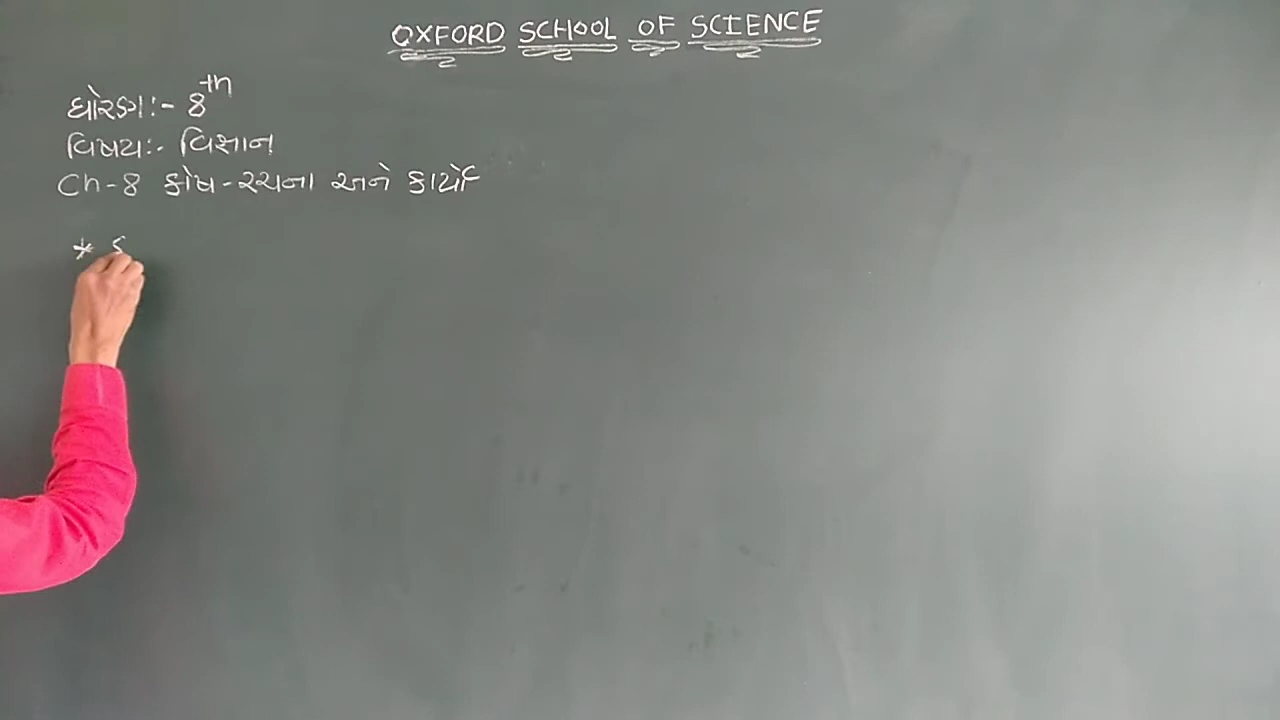 OXFORD SCHOOL OF SCIENCE
ધોરણ:- 8th
વિષય:- વિજ્ઞાન
Ch-8 કોષ-રચના અને કાર્યો
*